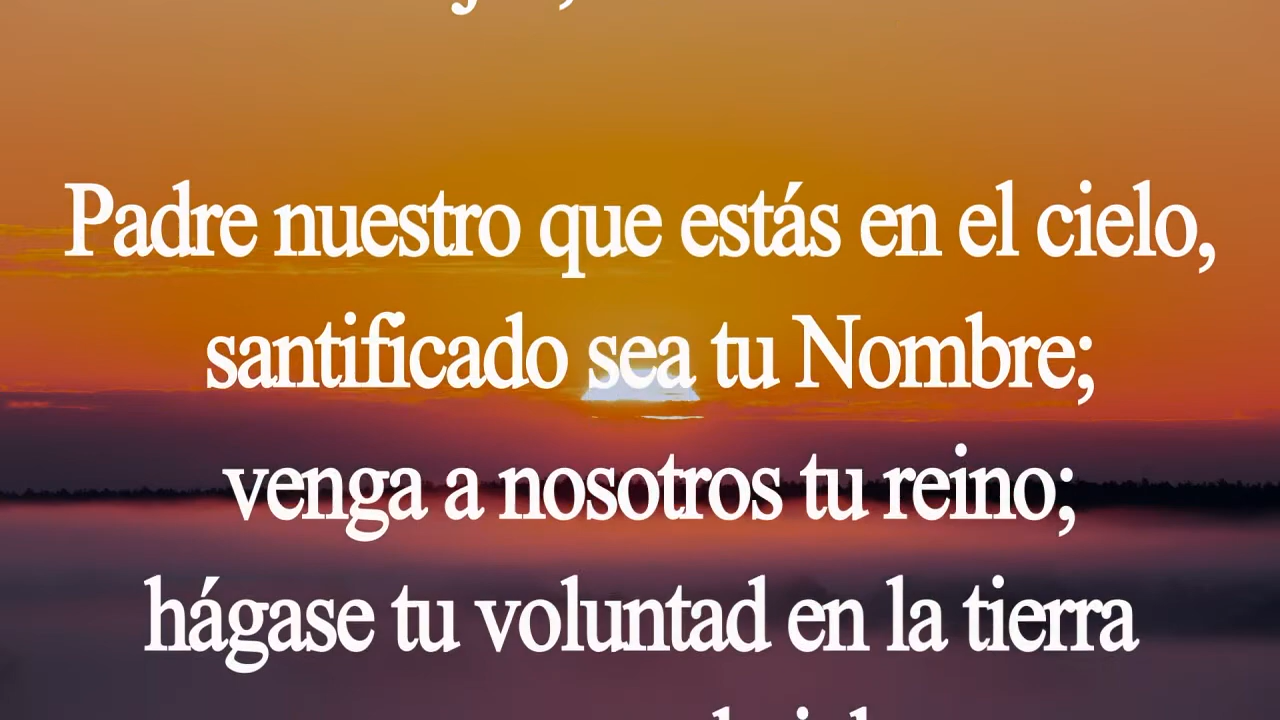 Padre nuestro que estás en el cielo,
santificado sea tu Nombre;
venga a nosotros tu reino;
hágase tu voluntad en la tierra